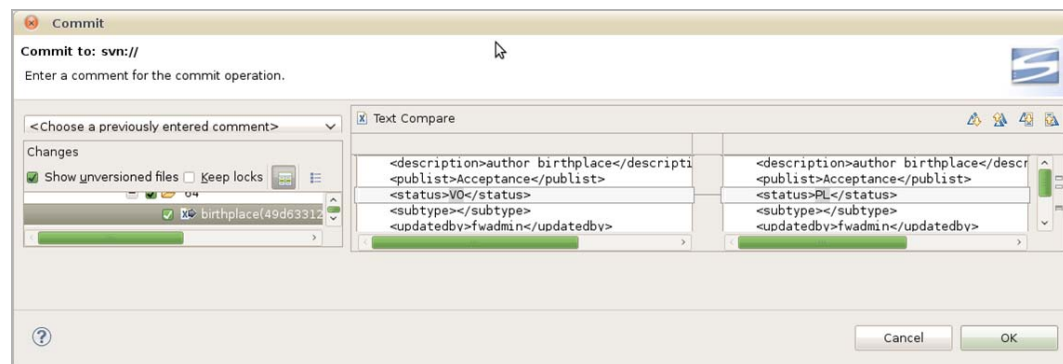 Commit
Commit to: svn://
Enter a comment for the commit operation.
<Choose a previously entered comment>
Changes
Show unversioned files
Keep locks
64
birthplace(49d63312
Text Compare
<description>author birthplace</descripti
<publist>Acceptance</publist>
<status>VO</status>
<subtype></subtype>
<updatedby>fwadmin</updatedby>
<description>author birthplace</descr
<publist>Acceptance</publist>
<status>PL</status>
<subtype></subtype>
<updatedby>fwadmin</updatedby>
Cancel
OK